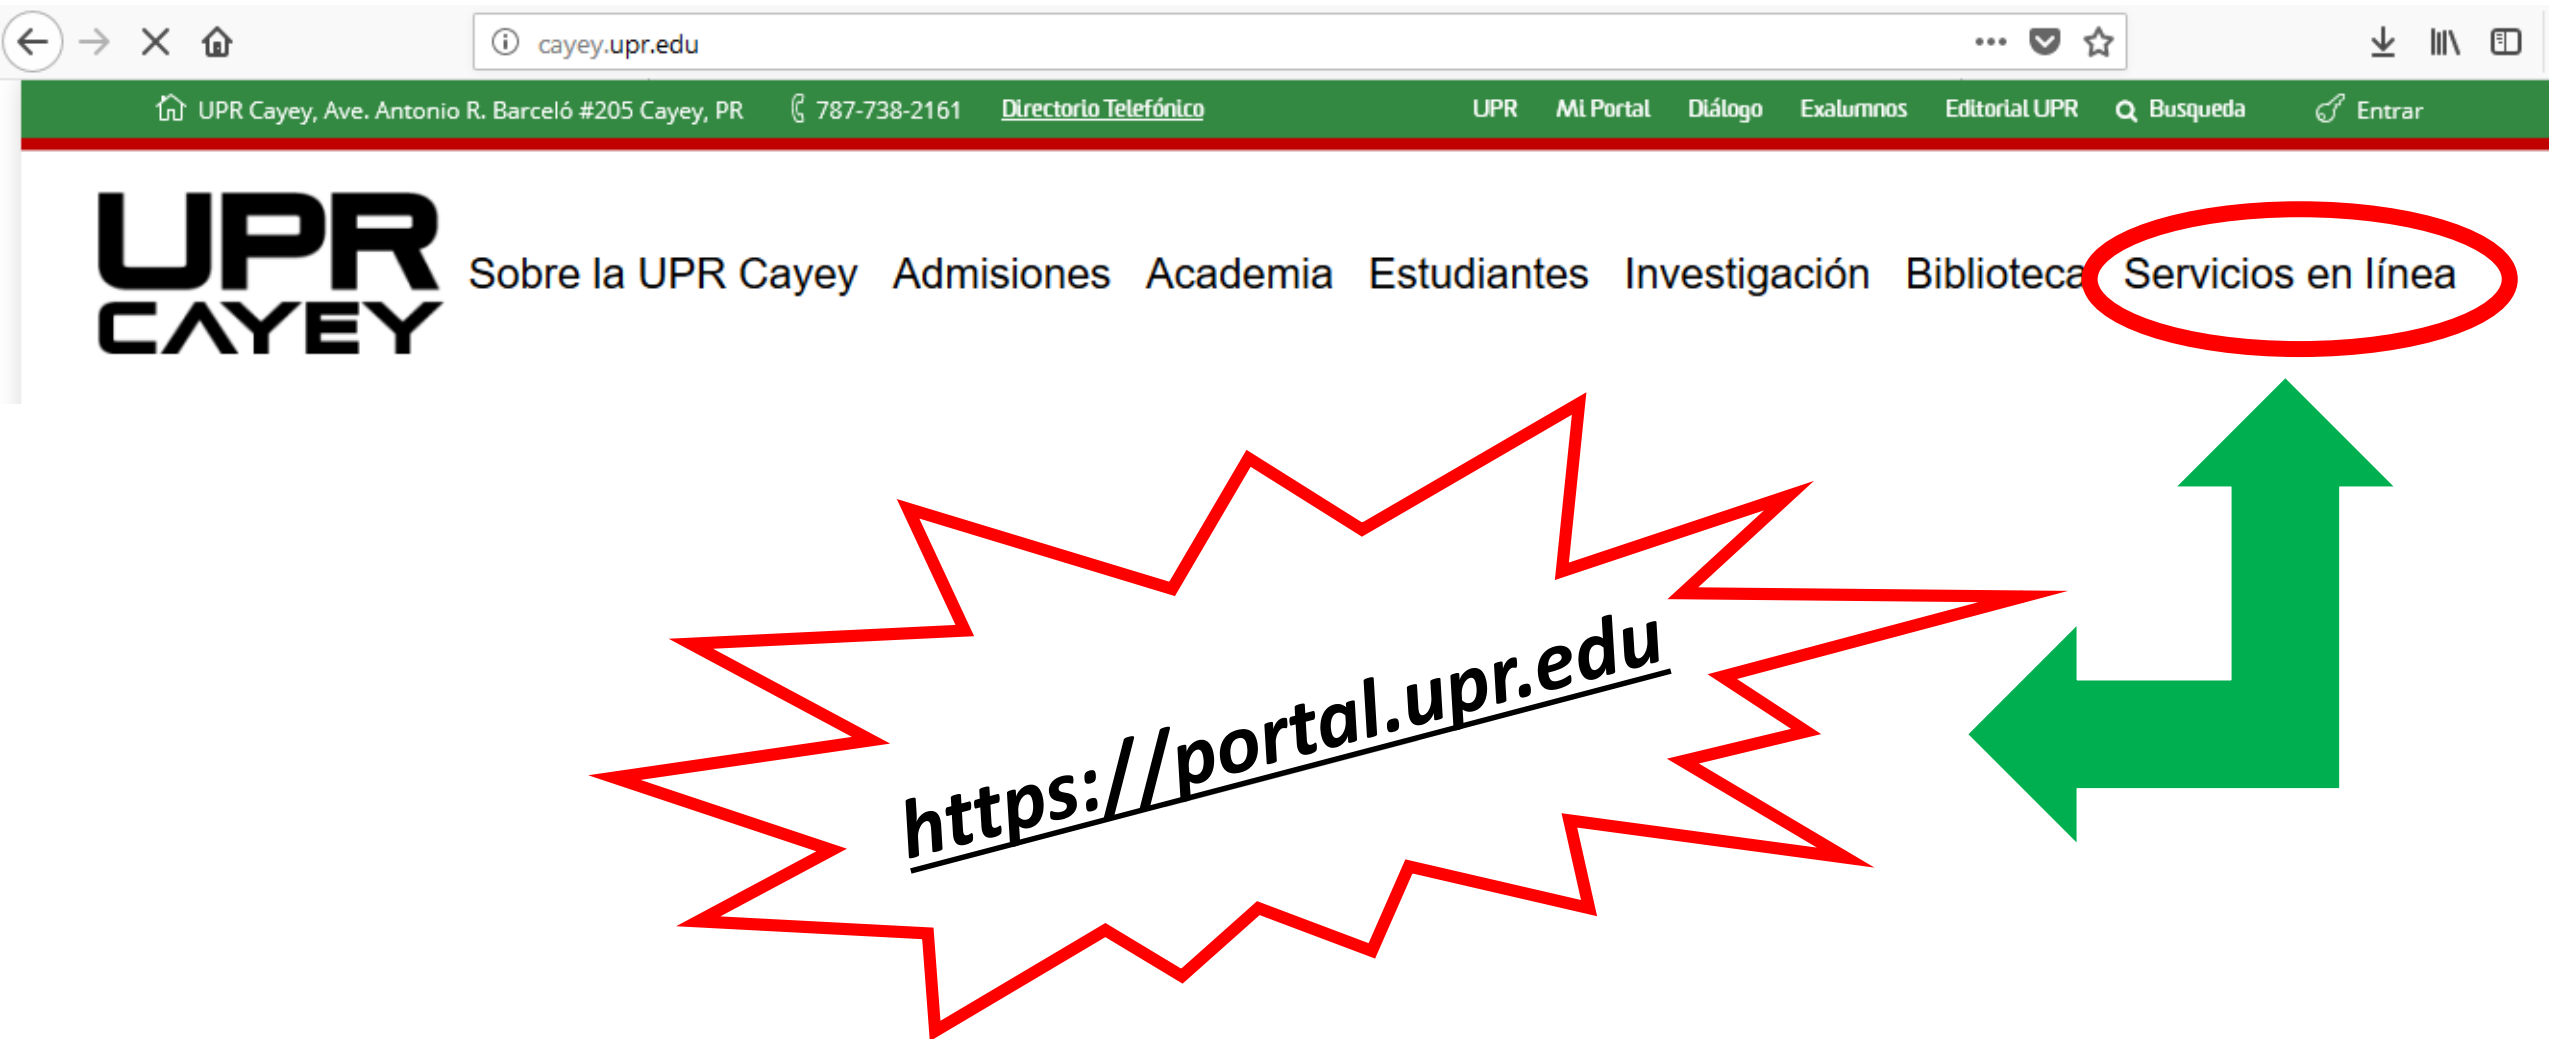 cayey.upr.edu
UPR Cayey, Ave. Antonio R. Barceló #205 Cayey, PR 787-738-2161 Directorio Telefónico UPR Mi Portal Diálogo Exalumnos Editorial UPR Busqueda Entrar
UPR
CAYEY
Sobre la UPR Cayey Admisiones Academia Estudiantes Investigación Biblioteca Servicios en línea
https://portal.upr.edu